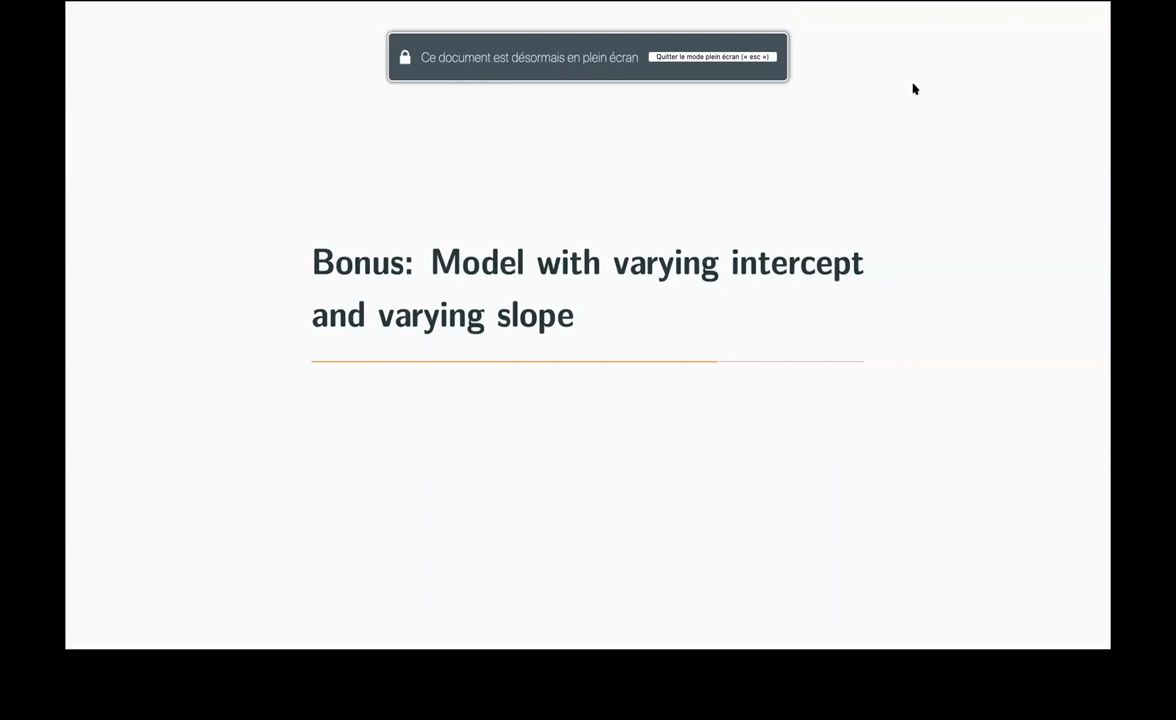 Ce document est désormais en plein écran Quitter le mode plein écran (« esc »)
Bonus: Model with varying intercept
and varying slope